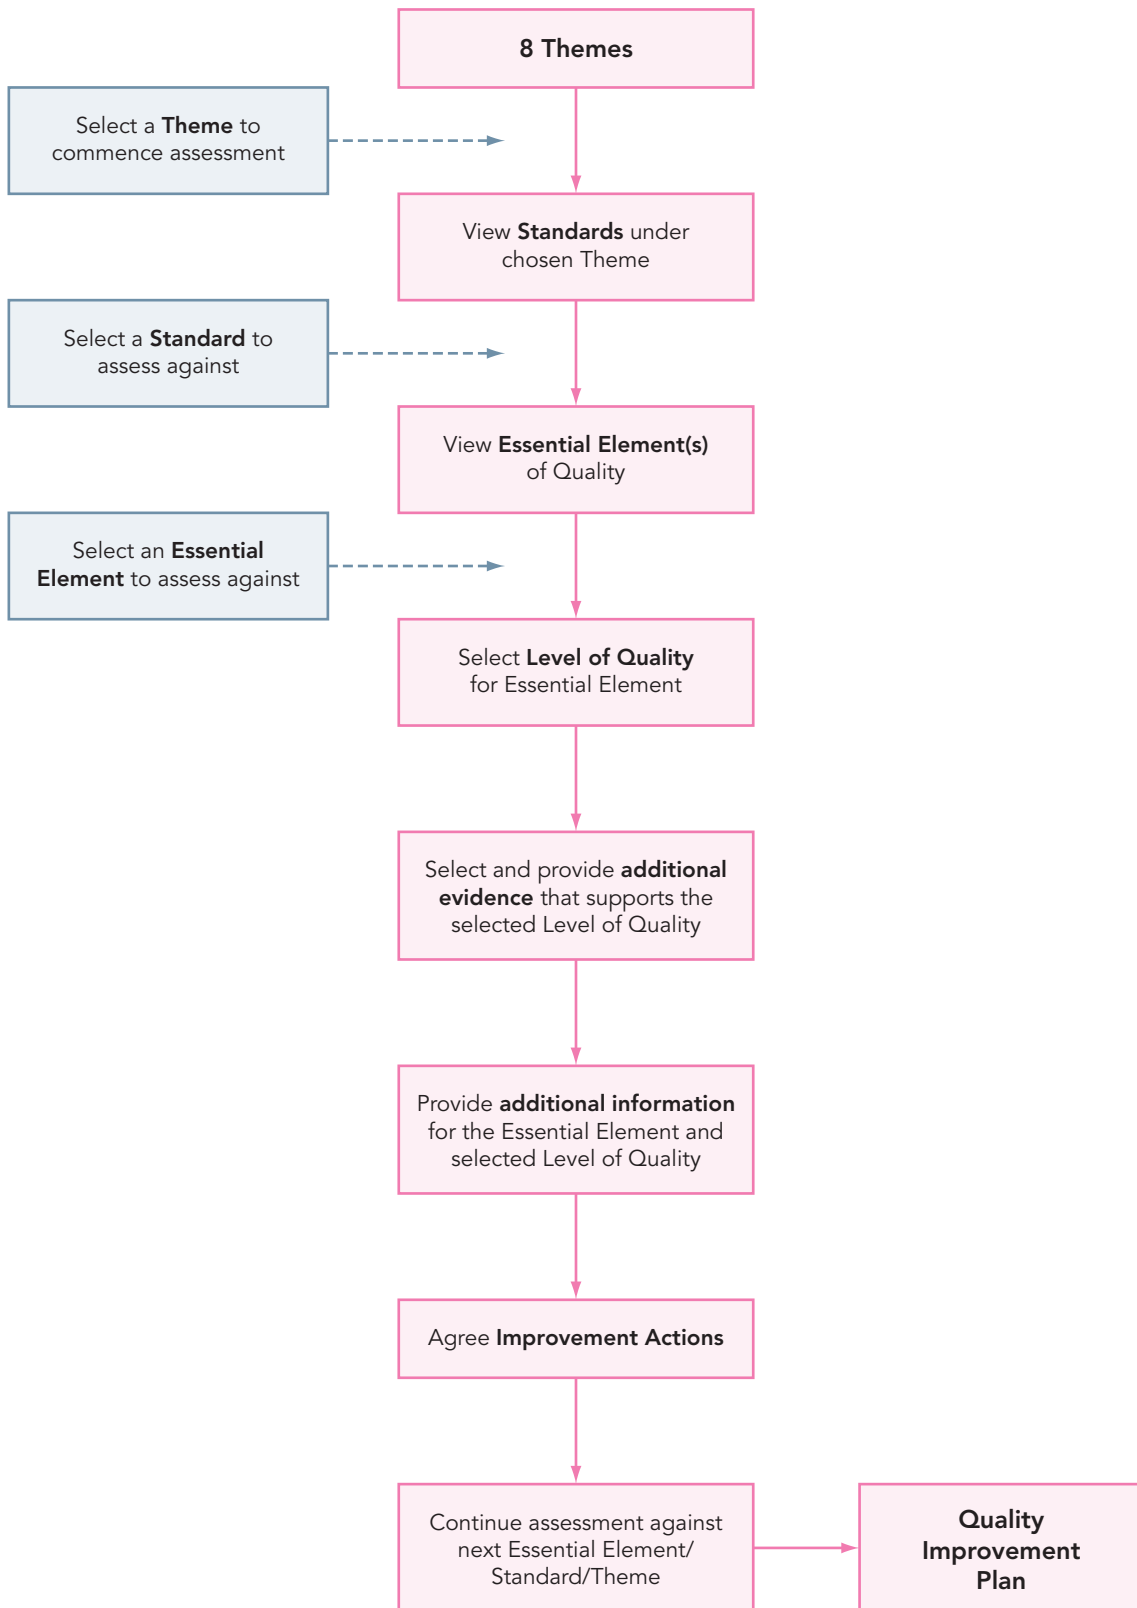 8 Themes
Select a Theme to
commence assessment
View Standards under
chosen Theme
Select a Standard to
assess against
View Essential Element(s)
of Quality
Select an Essential
Element to assess against
Select Level of Quality
for Essential Element
Select and provide additional
evidence that supports the
selected Level of Quality
Provide additional information
for the Essential Element and
selected Level of Quality
Agree Improvement Actions
Continue assessment against
next Essential Element/
Standard/Theme
Quality
Improvement
Plan